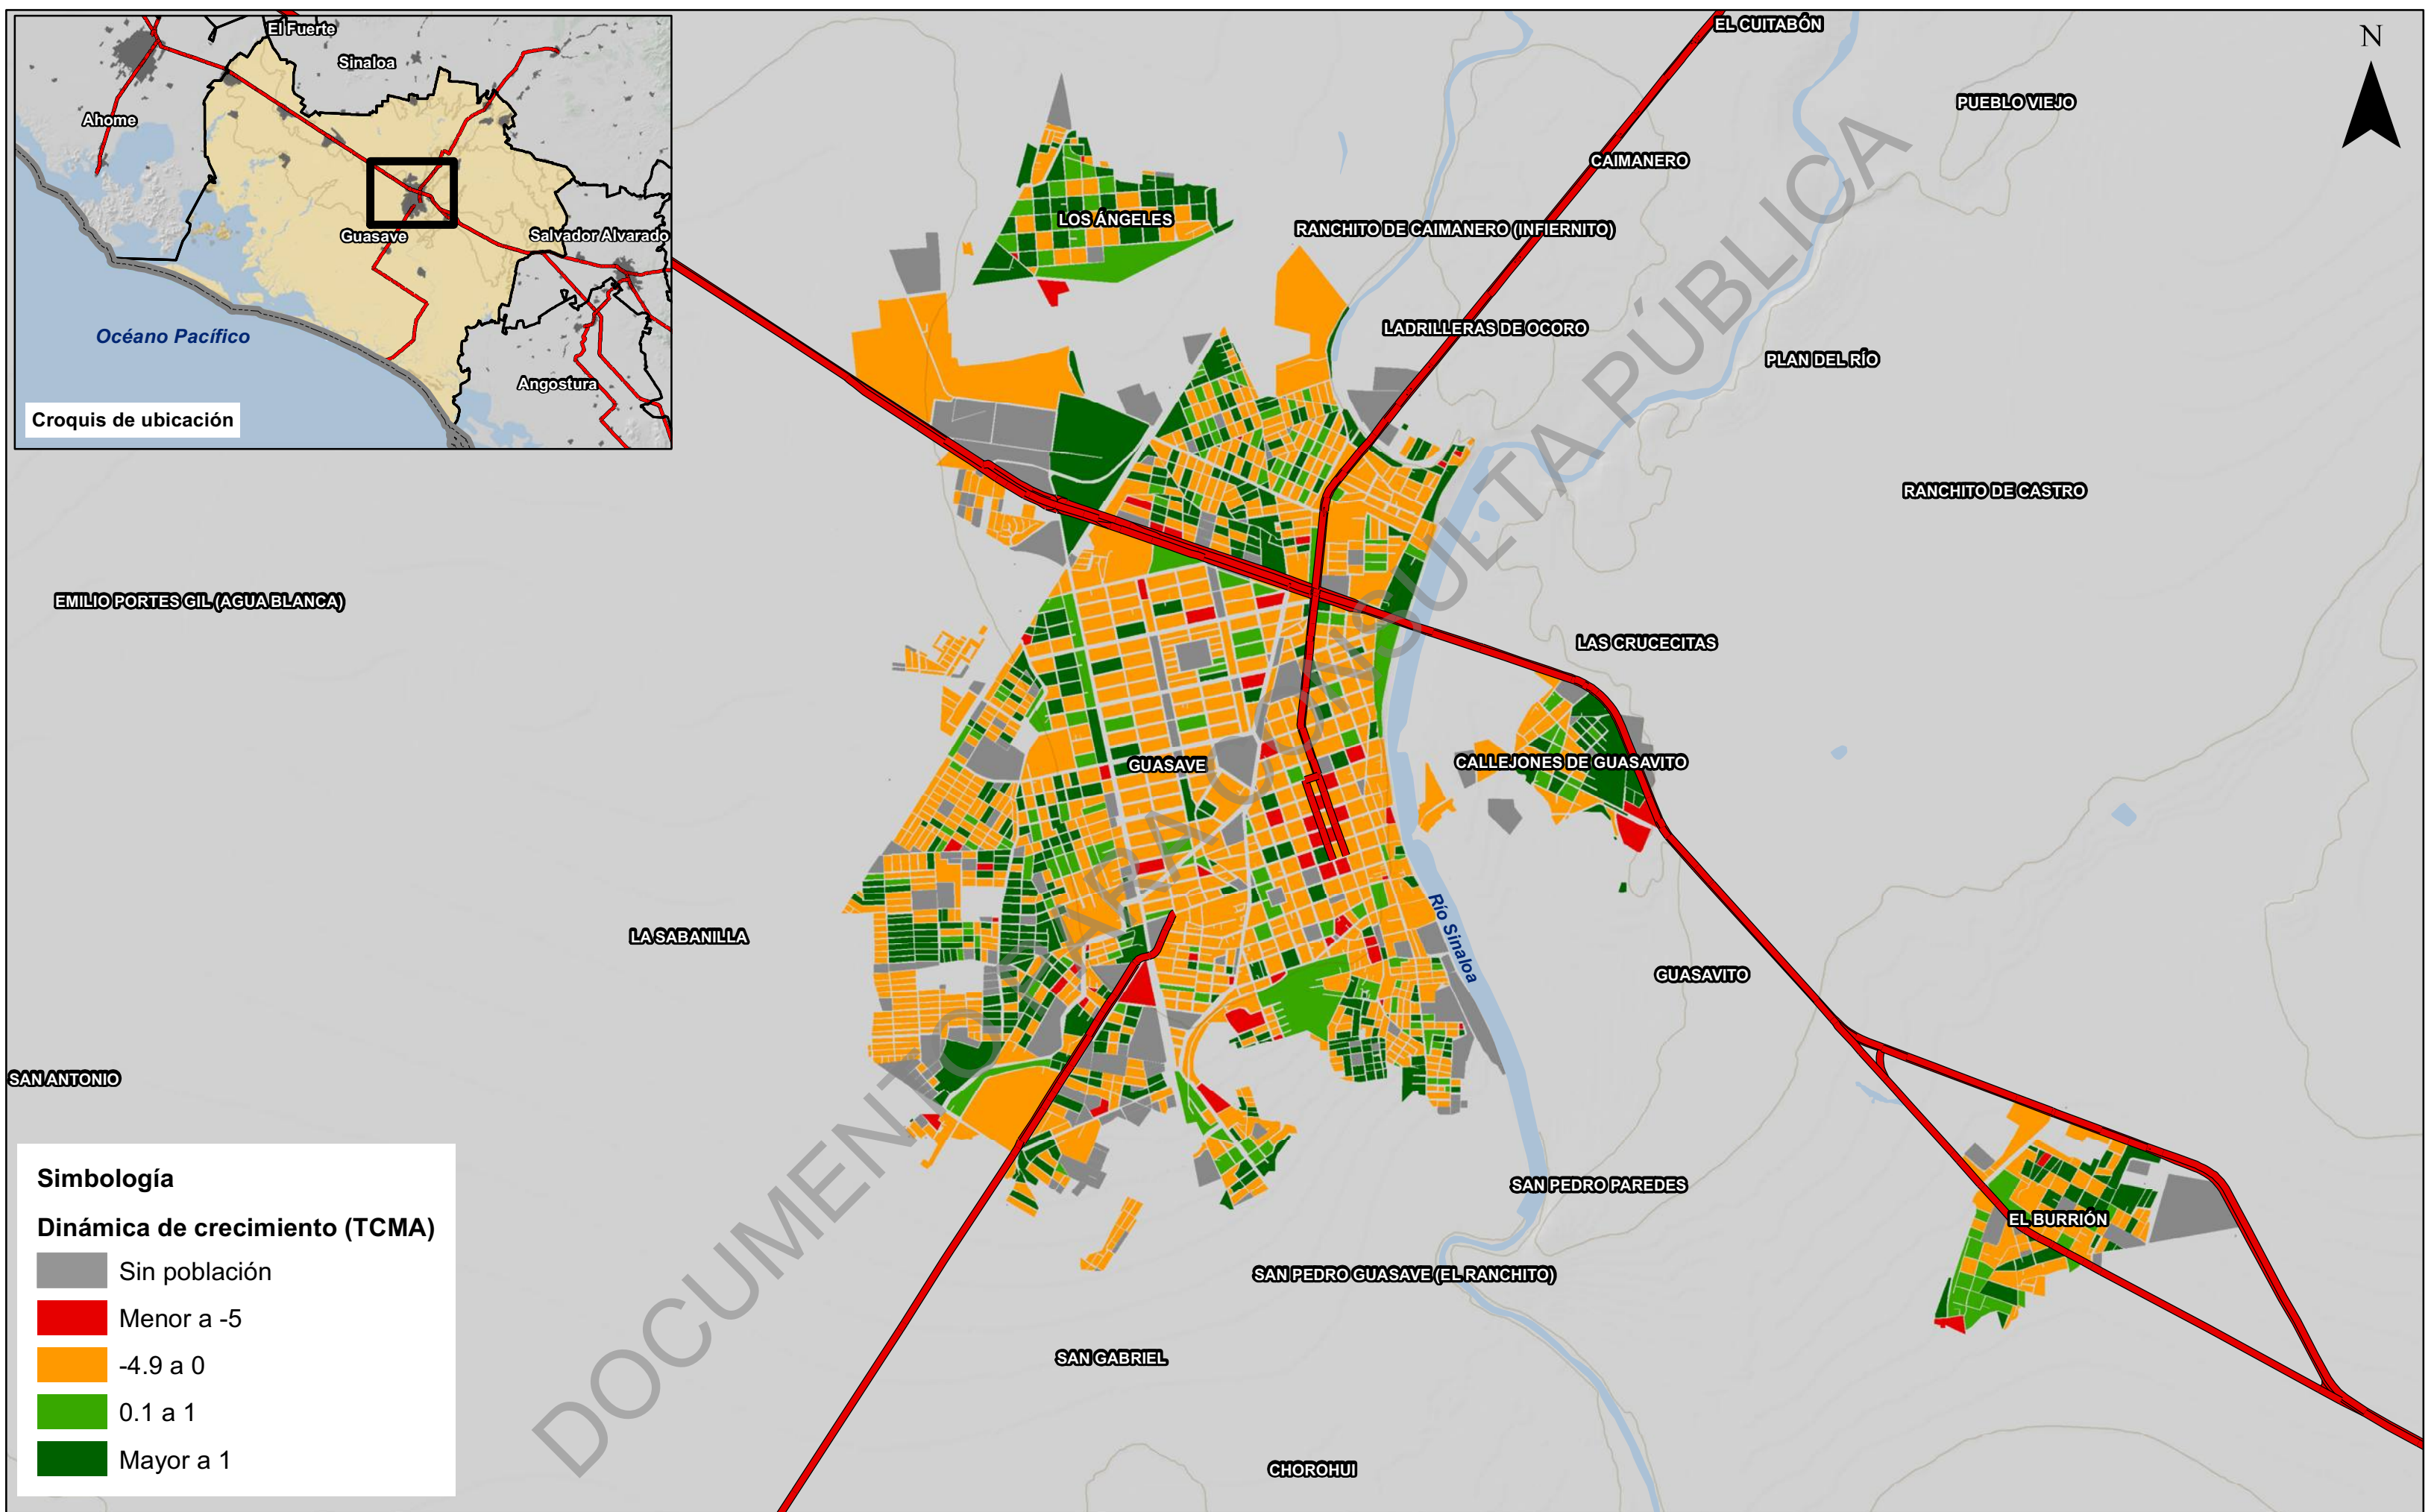 El Fuerte
Sinaloa
Ahome
Guasave
Salvador Alvarado
Océano Pacífico
Angostura
Croquis de ubicación
N
EL CUITABÓN
PUEBLO VIEJO
CAIMANERO
LOS ÁNGELES
RANCHITO DE CAIMANERO (INFIERNITO)
LADRILLERAS DE OCORO
PLAN DEL RÍO
RANCHITO DE CASTRO
EMILIO PORTES GIL (AGUA BLANCA)
LAS CRUCECITAS
GUASAVE
CALLEJONES DE GUASAVITO
LA SABANILLA
Río Sinaloa
GUASAVITO
SAN ANTONIO
SAN PEDRO PAREDES
EL BURRIÓN
SAN PEDRO GUASAVE (EL RANCHITO)
SAN GABRIEL
CHOROHUI
DOCUMENTO PARA CONSULTA PÚBLICA
Simbología
Dinámica de crecimiento (TCMA)
Sin población
Menor a -5
-4.9 a 0
0.1 a 1
Mayor a 1